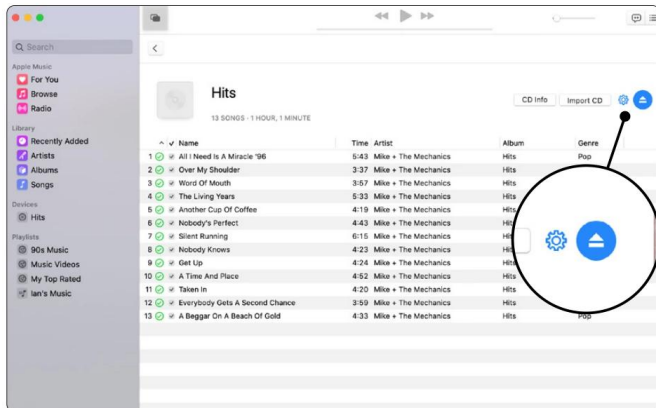 Search
Apple Music
For You
Browse
Radio
Library
Recently Added
Artists
Albums
Songs
Devices
Hits
Playlists
90s Music
Music Videos
My Top Rated
Ian's Music
Hits
13 SONGS · 1 HOUR, 1 MINUTE
CD Info Import CD
Name Time Artist Album Genre
1 All I Need Is A Miracle '96 5:43 Mike + The Mechanics Hits Pop
2 Over My Shoulder 3:37 Mike + The Mechanics Hits
3 Word Of Mouth 3:57 Mike + The Mechanics Hits
4 The Living Years 5:33 Mike + The Mechanics Hits
5 Another Cup Of Coffee 4:19 Mike + The Mechanics Hits
6 Nobody's Perfect 4:43 Mike + The Mechanics Hits
7 Silent Running 6:15 Mike + The Mechanics Hits
8 Nobody Knows 4:23 Mike + The Mechanics Hits
9 Get Up 4:24 Mike + The Mechanics Hits
10 A Time And Place 4:52 Mike + The Mechanics Hits
11 Taken In 4:20 Mike + The Mechanics Hits
12 Everybody Gets A Second Chance 3:59 Mike + The Mechanics Hits
13 A Beggar On A Beach Of Gold 4:33 Mike + The Mechanics Hits Pop